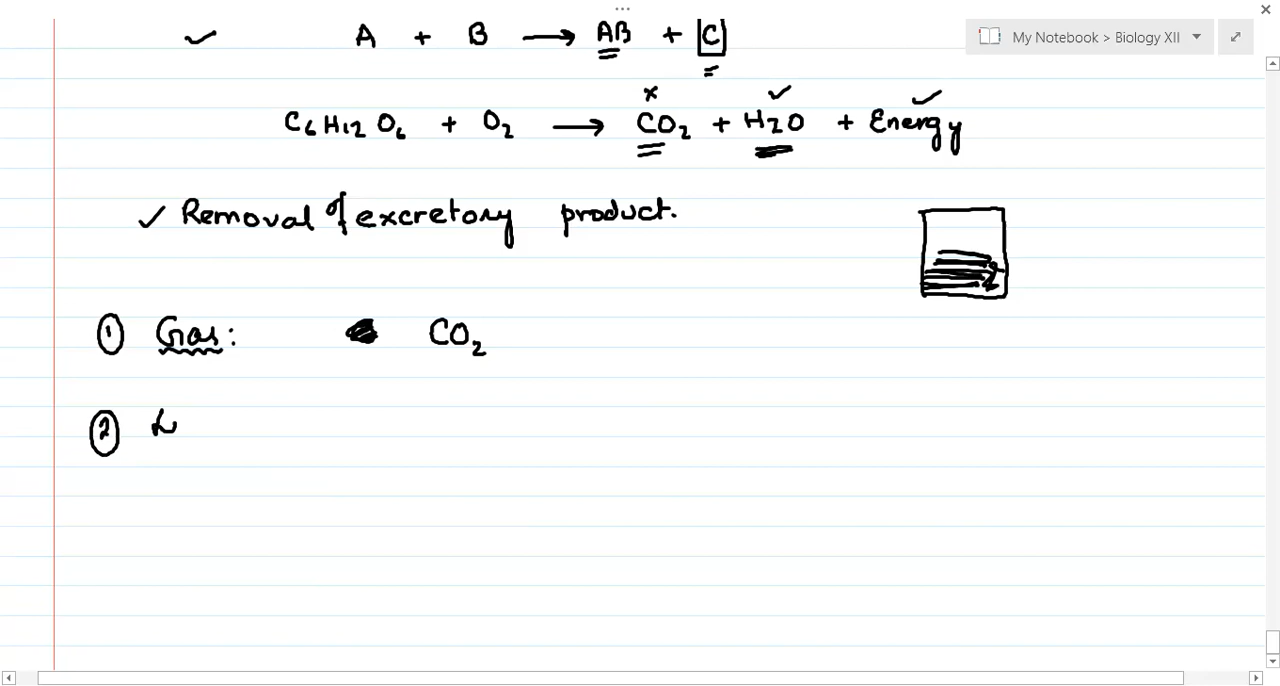 A + B → AB + C
My Notebook > Biology XII
C6H12O6 + O2 → CO2 + H2O + Energy
✓ Removal of excretory product.
① Gas: CO2
②